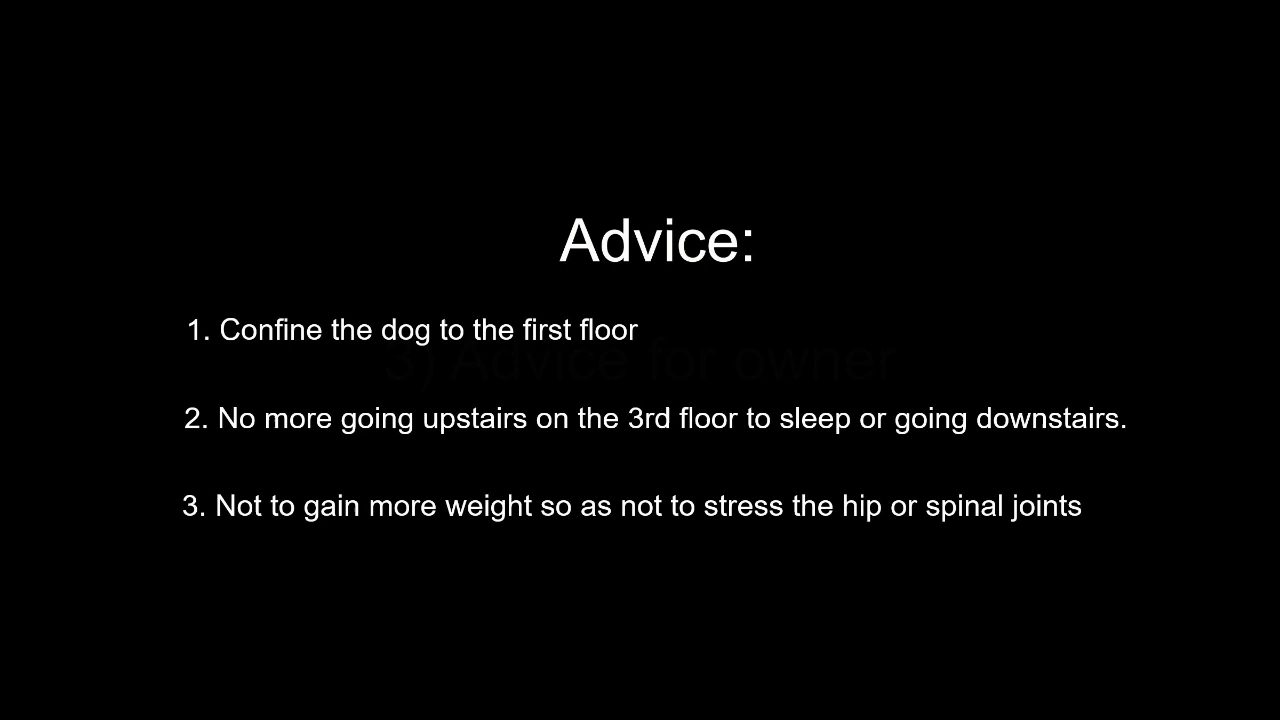 Advice:
1. Confine the dog to the first floor
3) Advice for owner
2. No more going upstairs on the 3rd floor to sleep or going downstairs.
3. Not to gain more weight so as not to stress the hip or spinal joints